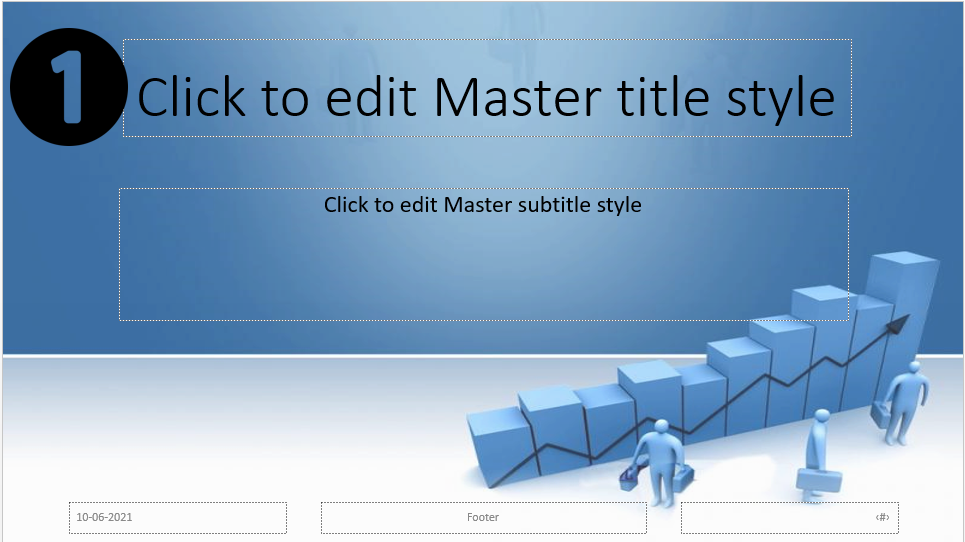 1
Click to edit Master title style
Click to edit Master subtitle style
10-06-2021
Footer
‹#›